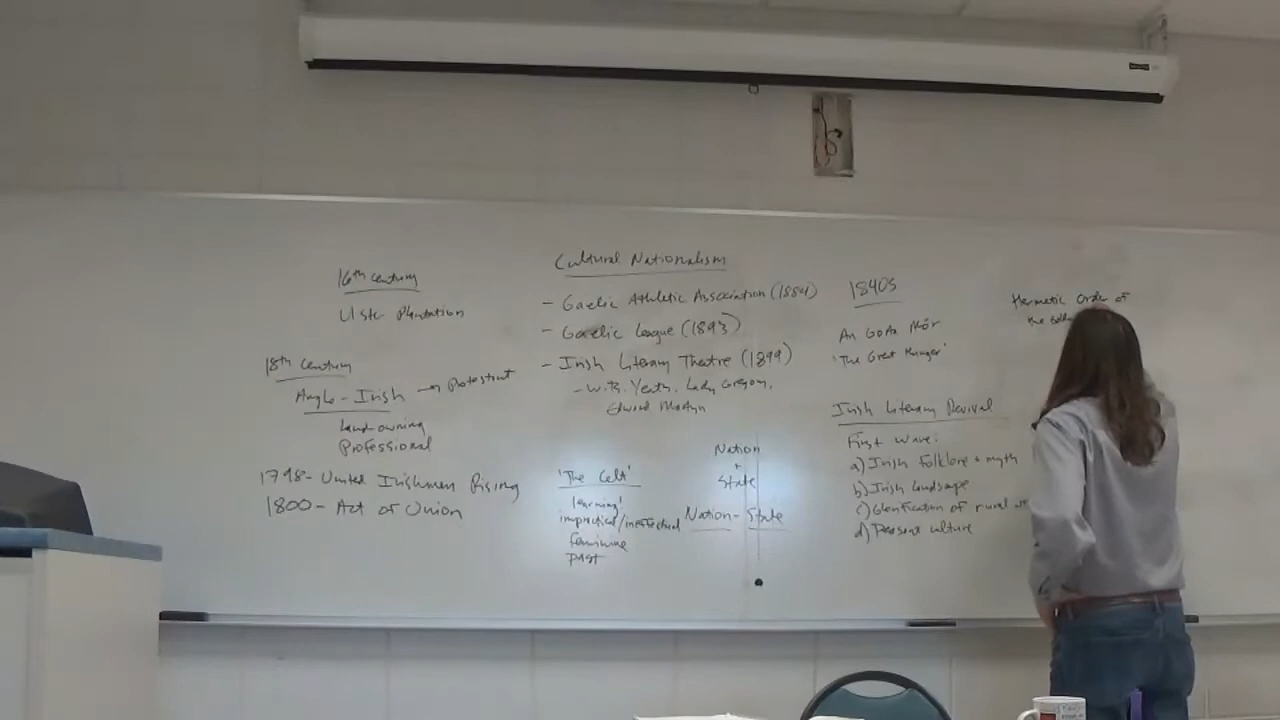 16th century
Ulster Plantation
18th Century
Anglo-Irish → Protestant
Land owning
Professional
1798- United Irishmen Rising
1800- Act of Union
Cultural Nationalism
- Gaelic Athletic Association (1884)
- Gaelic League (1893)
- Irish Literary Theatre (1899)
- W.B. Yeats, Lady Gregory,
Edward Martyn
'The Celt'
'learning'
impractical/ineffectual
feminine
past
Nation
+
State
Nation-State
1840s
An Gorta Mór
'The Great Hunger'
Irish Literary Revival
First Wave:
a) Irish folklore + myth
b) Irish landscape
c) Glorification of rural
d) Peasant culture
Hermetic Order of
the